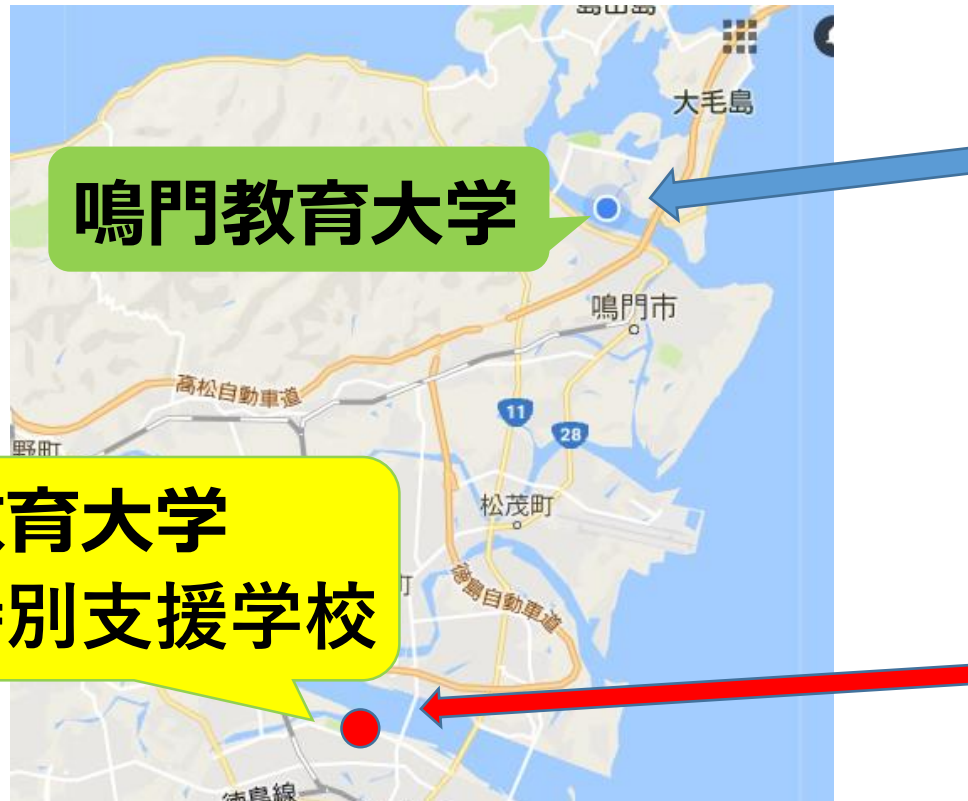 大毛島
鳴門教育大学
鳴門市
高松自動車道
11
28
野町
松茂町
育大学
別支援学校
徳島自動車道
徳島線